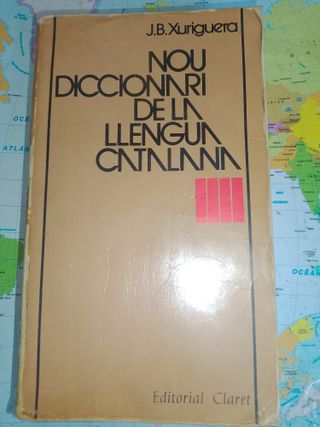 J.B. Xuriguera
NOU
DICCIONARI
DE LA
LLENGUA
CATALANA
Editorial Claret